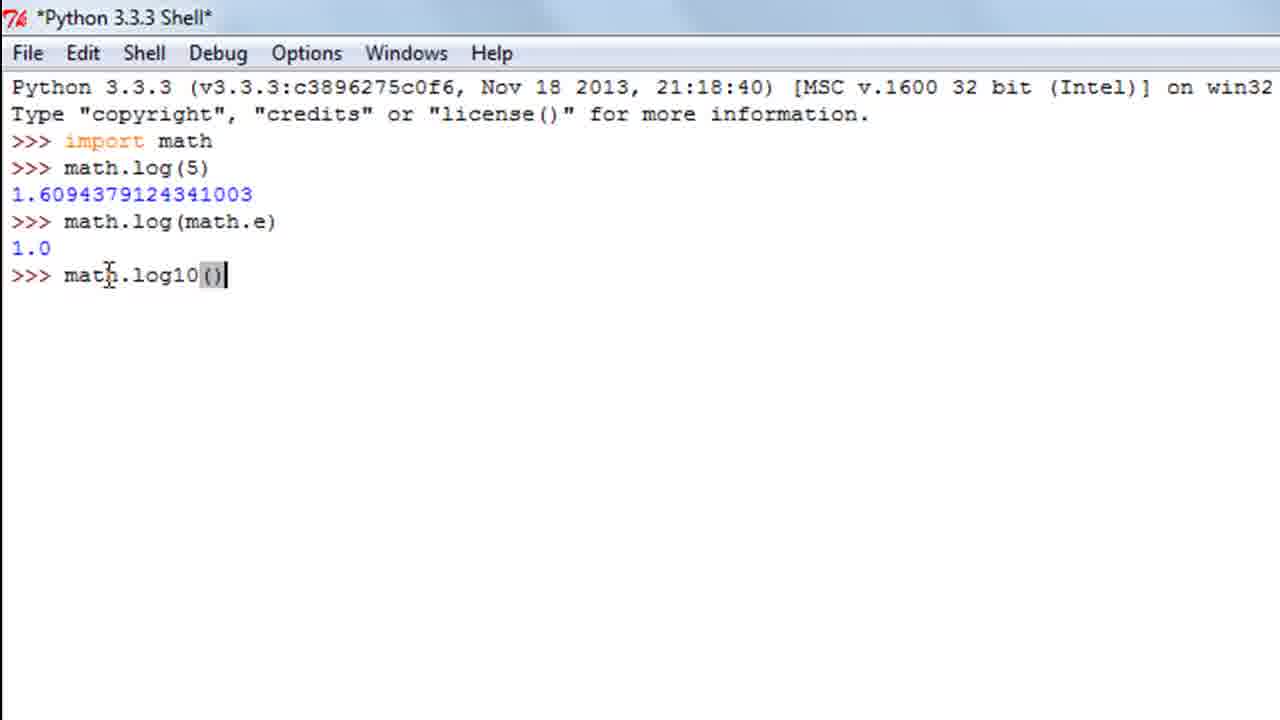 *Python 3.3.3 Shell*
File Edit Shell Debug Options Windows Help
Python 3.3.3 (v3.3.3:c3896275c0f6, Nov 18 2013, 21:18:40) [MSC v.1600 32 bit (Intel)] on win32
Type "copyright", "credits" or "license()" for more information.
>>> import math
>>> math.log(5)
1.6094379124341003
>>> math.log(math.e)
1.0
>>> math.log10()